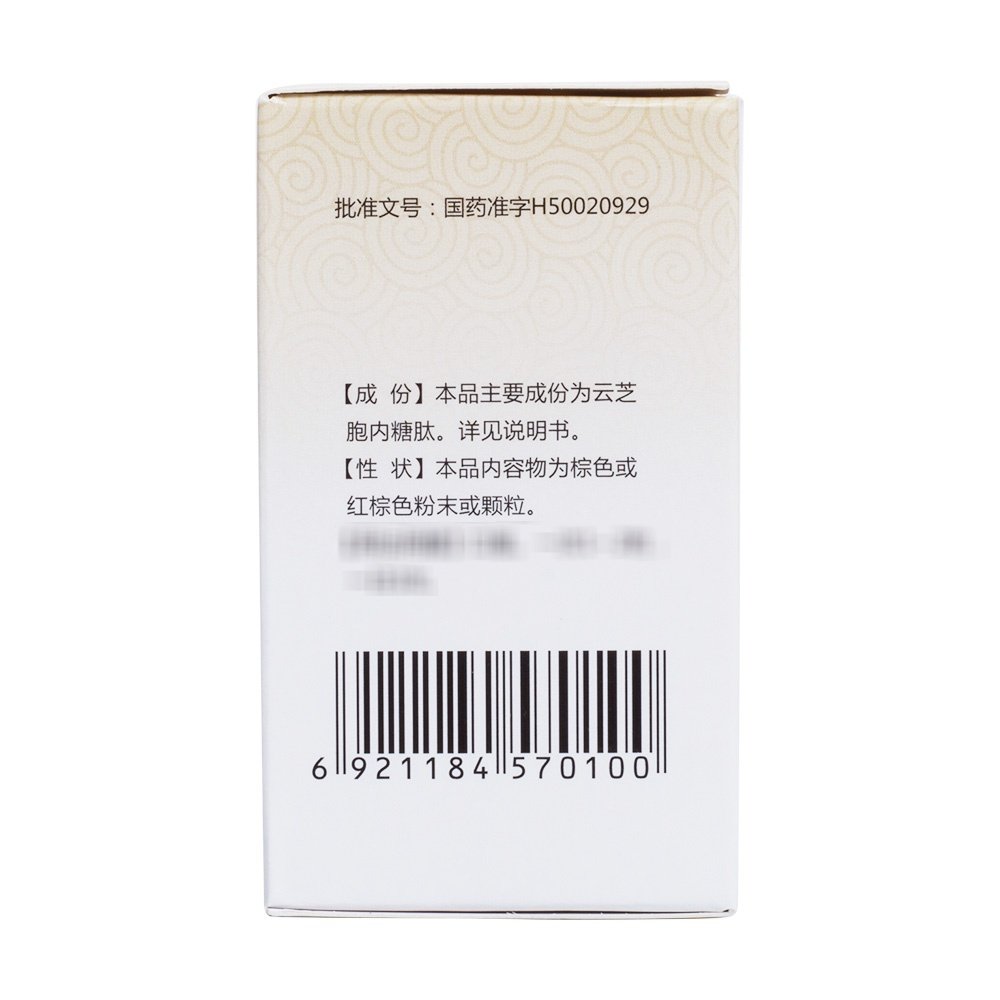 批准文号：国药准字H50020929
【成 份】本品主要成份为云芝
胞内糖肽。详见说明书。
【性 状】本品内容物为棕色或
红棕色粉末或颗粒。
6 921184 570100